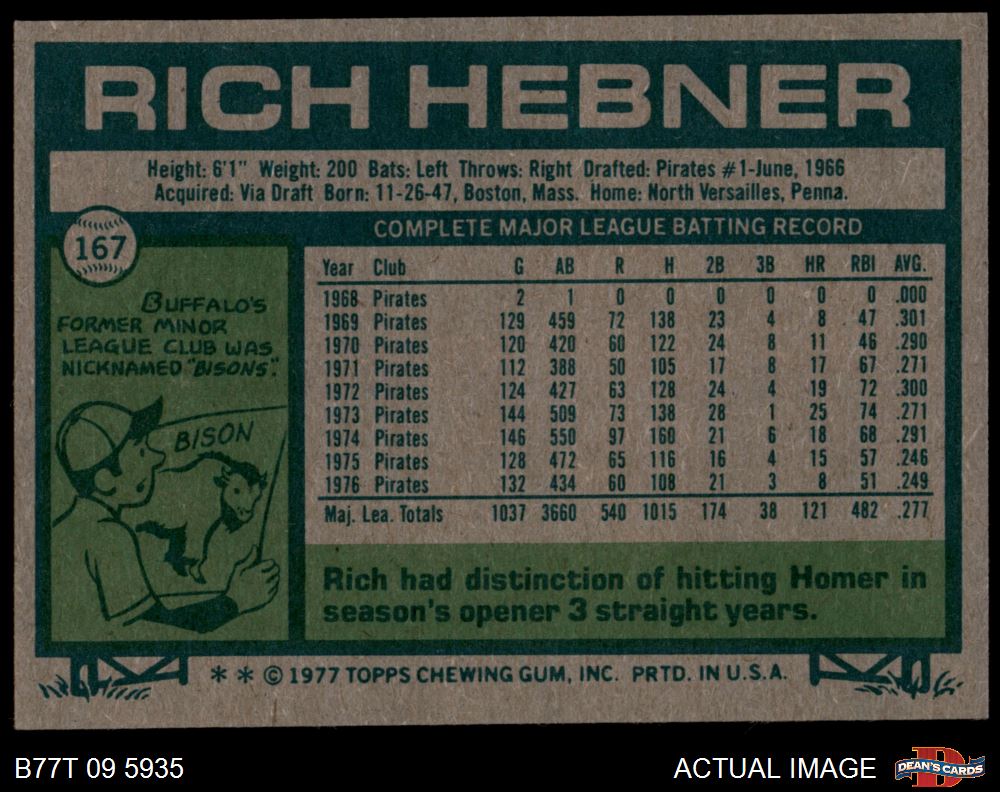 RICH HEBNER
Height: 6'1" Weight: 200 Bats: Left Throws: Right Drafted: Pirates #1-June, 1966
Acquired: Via Draft Born: 11-26-47, Boston, Mass. Home: North Versailles, Penna.
167
BUFFALO'S
FORMER MINOR
LEAGUE CLUB WAS
NICKNAMED "BISONS".
BISON
COMPLETE MAJOR LEAGUE BATTING RECORD
Year Club G AB R H 2B 3B HR RBI AVG.
1968 Pirates 2 1 0 0 0 0 0 0 .000
1969 Pirates 129 459 72 138 23 4 8 47 .301
1970 Pirates 120 420 60 122 24 8 11 46 .290
1971 Pirates 112 388 50 105 17 8 17 67 .271
1972 Pirates 124 427 63 128 24 4 19 72 .300
1973 Pirates 144 509 73 138 28 1 25 74 .271
1974 Pirates 146 550 97 160 21 6 18 68 .291
1975 Pirates 128 472 65 116 16 4 15 57 .246
1976 Pirates 132 434 60 108 21 3 8 51 .249
Maj. Lea. Totals 1037 3660 540 1015 174 38 121 482 .277
Rich had distinction of hitting Homer in
season's opener 3 straight years.
* * © 1977 TOPPS CHEWING GUM, INC. PRTD. IN U.S.A.
B77T 09 5935
ACTUAL IMAGE
D
DEAN'S CARDS